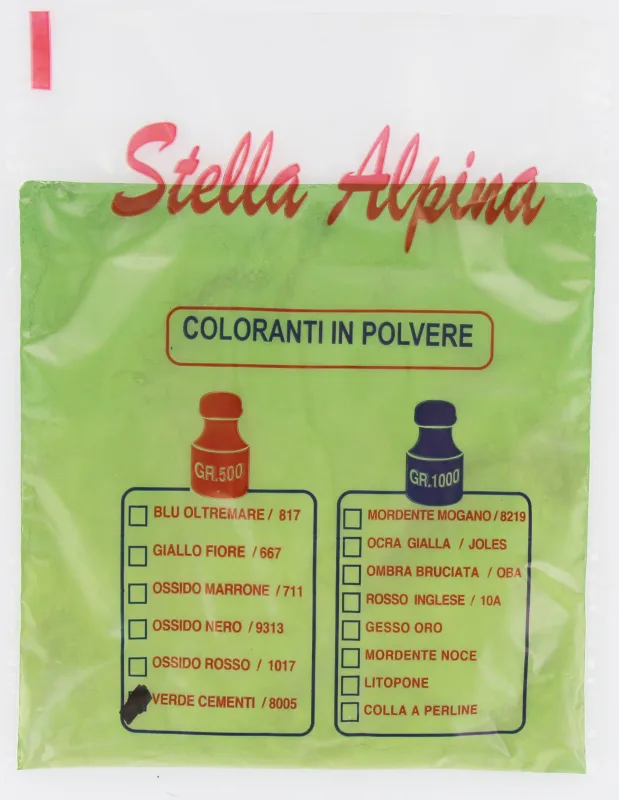 Stella Alpina
COLORANTI IN POLVERE
GR.500
BLU OLTREMARE / 817
GIALLO FIORE / 667
OSSIDO MARRONE / 711
OSSIDO NERO / 9313
OSSIDO ROSSO / 1017
VERDE CEMENTI / 8005
GR.1000
MORDENTE MOGANO / 8219
OCRA GIALLA / JOLES
OMBRA BRUCIATA / OBA
ROSSO INGLESE / 10A
GESSO ORO
MORDENTE NOCE
LITOPONE
COLLA A PERLINE